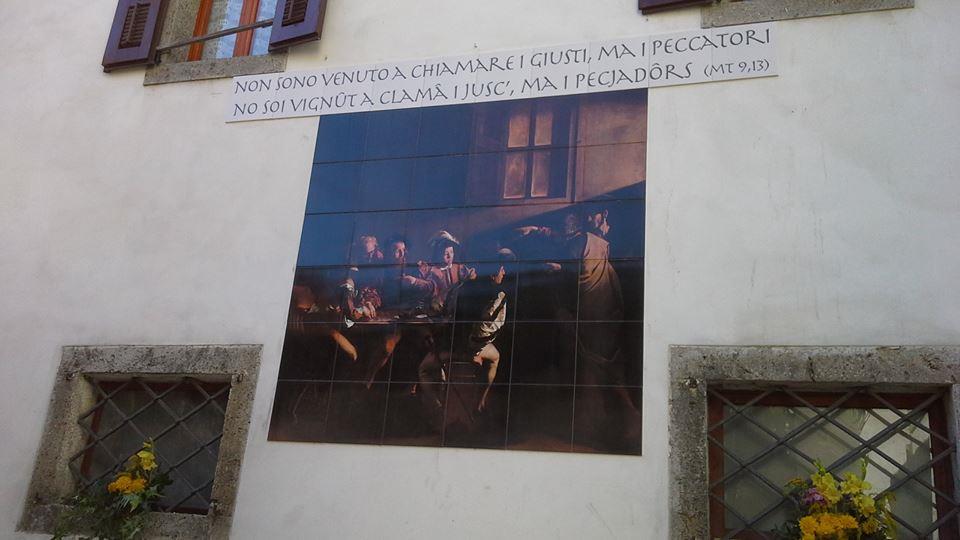 NON SONO VENUTO A CHIAMARE I GIUSTI, MA I PECCATORI
NO SOI VIGNÛT A CLAMÂ I JUSC', MA I PECJADÔRS (MT 9,13)